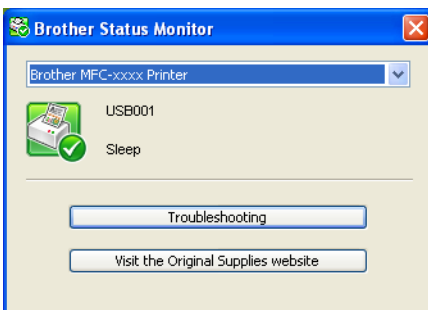 Brother Status Monitor
Brother MFC-xxxx Printer
USB001
Sleep
Troubleshooting
Visit the Original Supplies website